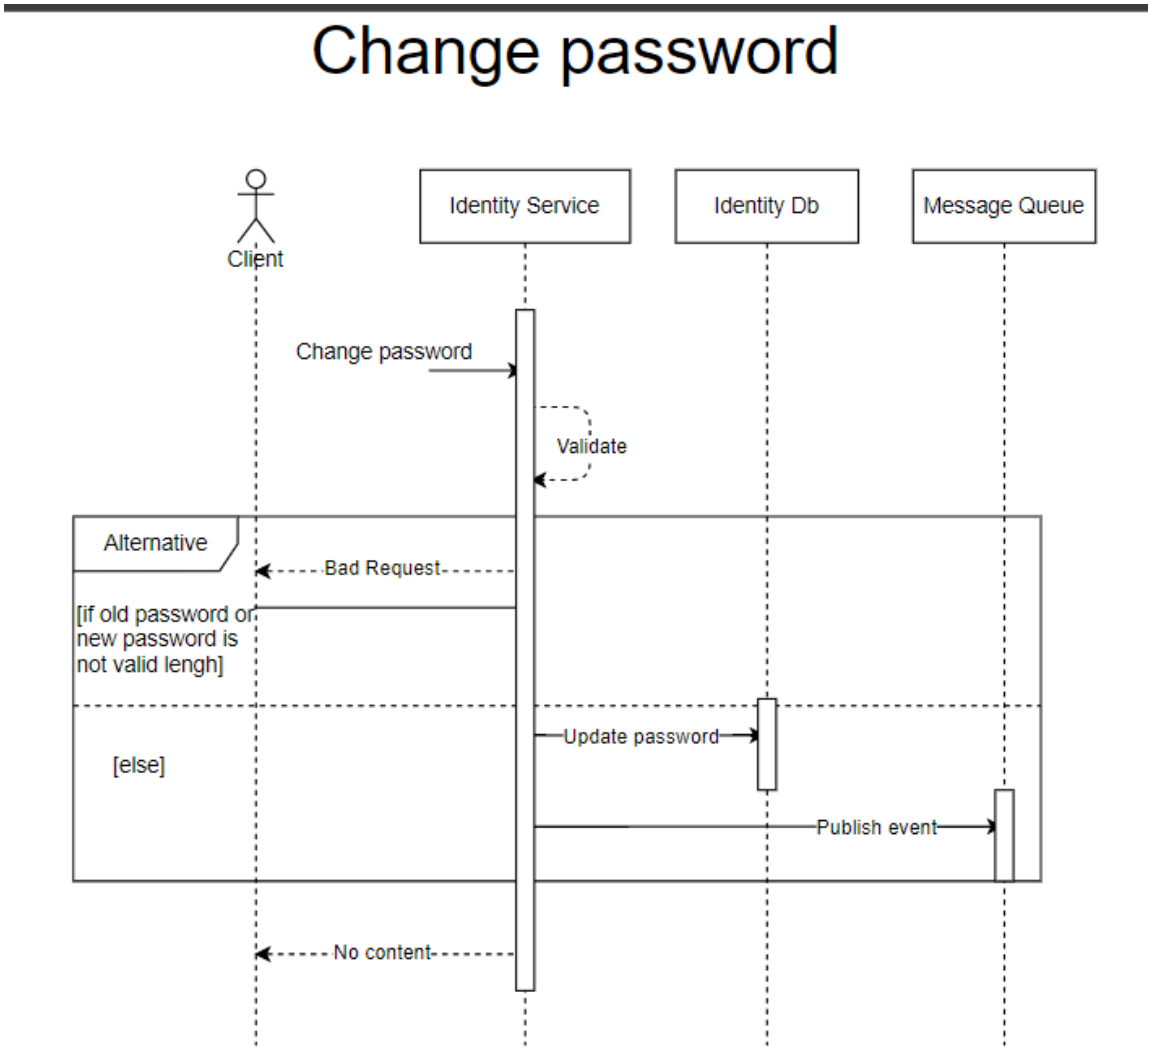 Change password
Identity Service
Identity Db
Message Queue
Client
Change password
Validate
Alternative
Bad Request
[if old password or
new password is
not valid lengh]
Update password
[else]
Publish event
No content